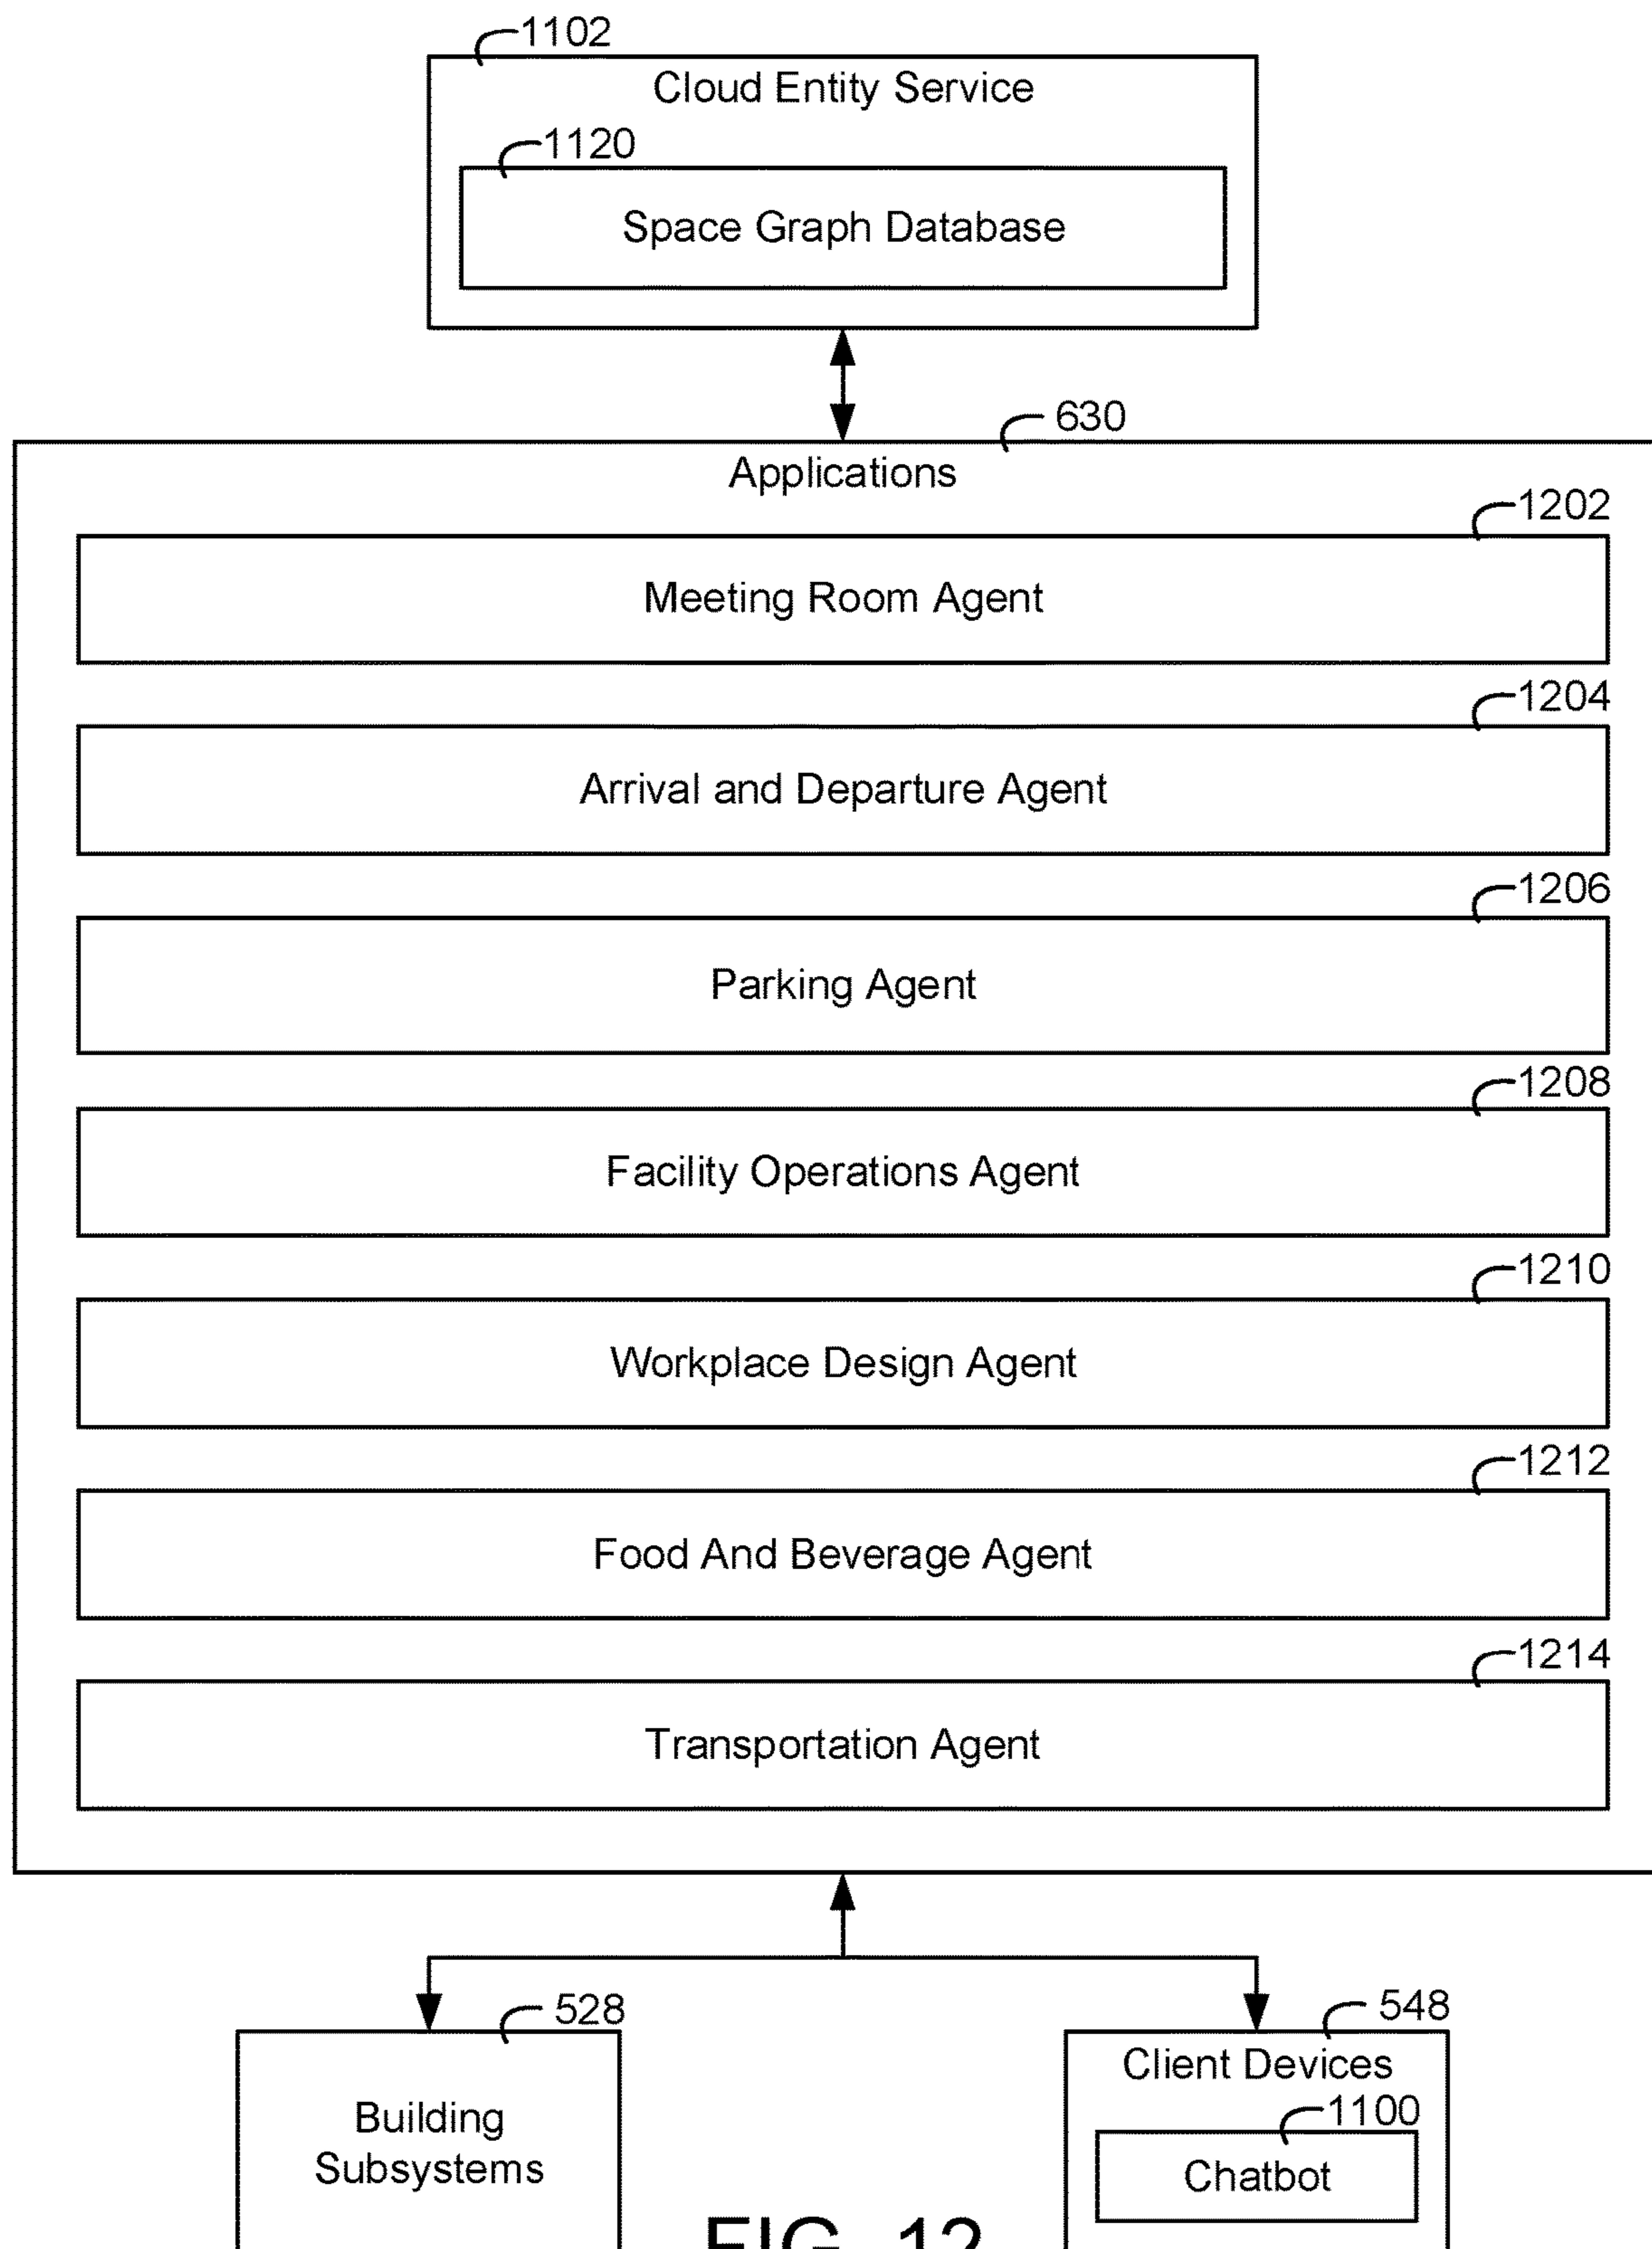 1102
Cloud Entity Service
1120
Space Graph Database
630
Applications
1202
Meeting Room Agent
1204
Arrival and Departure Agent
1206
Parking Agent
1208
Facility Operations Agent
1210
Workplace Design Agent
1212
Food And Beverage Agent
1214
Transportation Agent
528
Building
Subsystems
548
Client Devices
1100
Chatbot
FIG. 12